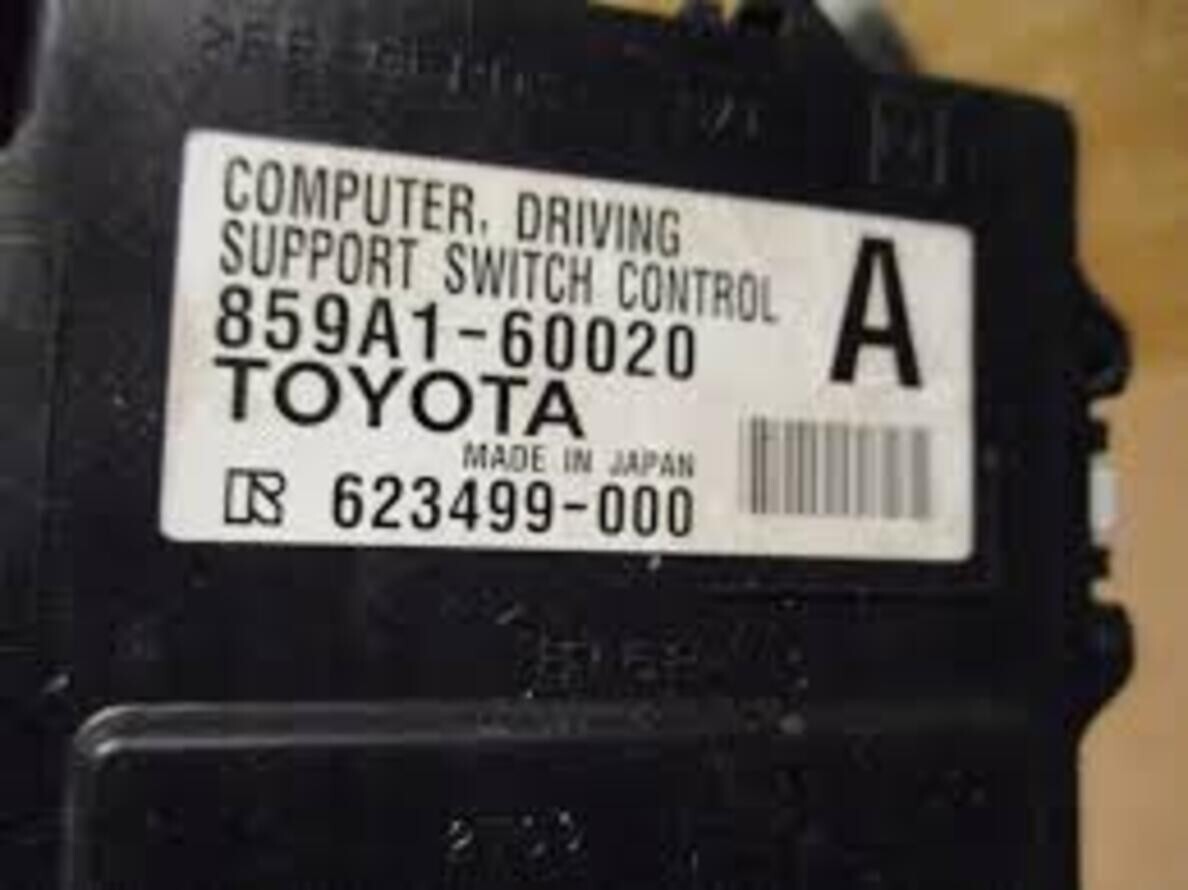 COMPUTER, DRIVING
SUPPORT SWITCH CONTROL
859A1-60020
TOYOTA
MADE IN JAPAN
623499-000
A